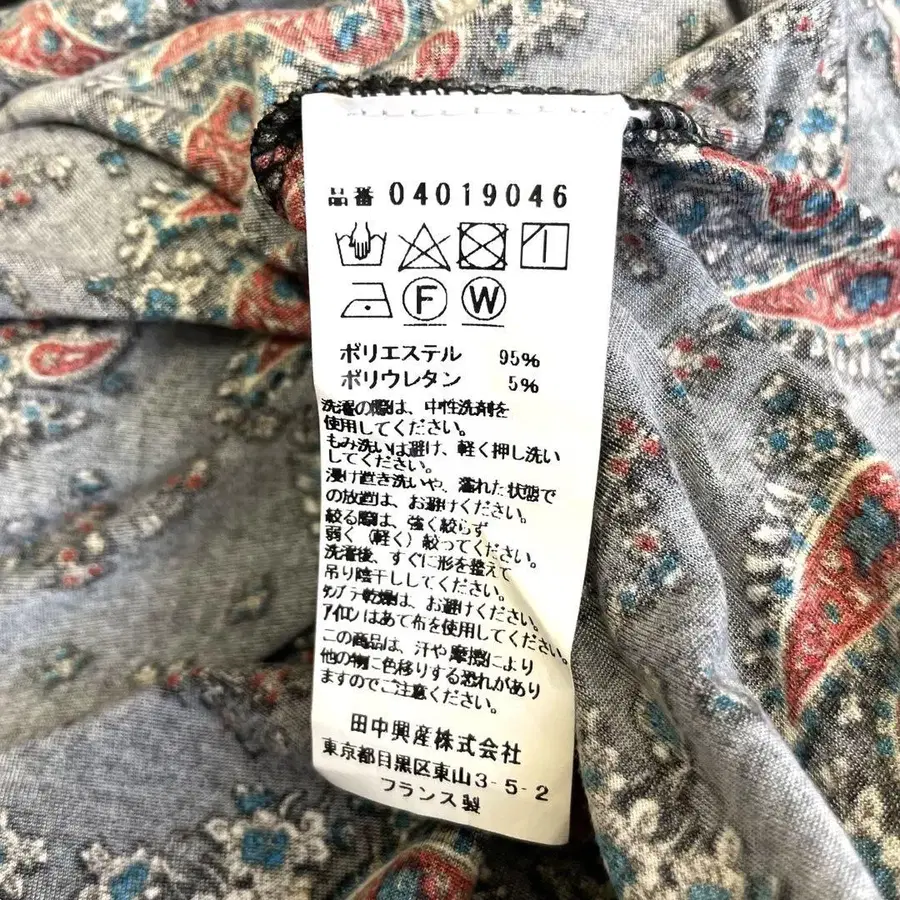 品番 04019046
F W
ポリエステル 95%
ポリウレタン 5%
洗濯の際は、中性洗剤を
使用してください。
もみ洗いは避け、軽く押し洗い
してください。
浸け置き洗いや、濡れた状態で
の放置は、お避けください。
絞る際は、強く絞らず
弱く（軽く）絞ってください。
洗濯後、すぐに形を整えて
吊り陰干ししてください。
タンブラー乾燥は、お避けください。
アイロンはあて布を使用してください。
この商品は、汗や摩擦により
他の物に色移りする恐れがあり
ますのでご注意ください。
田中興産株式会社
東京都目黒区東山3-5-2
フランス製